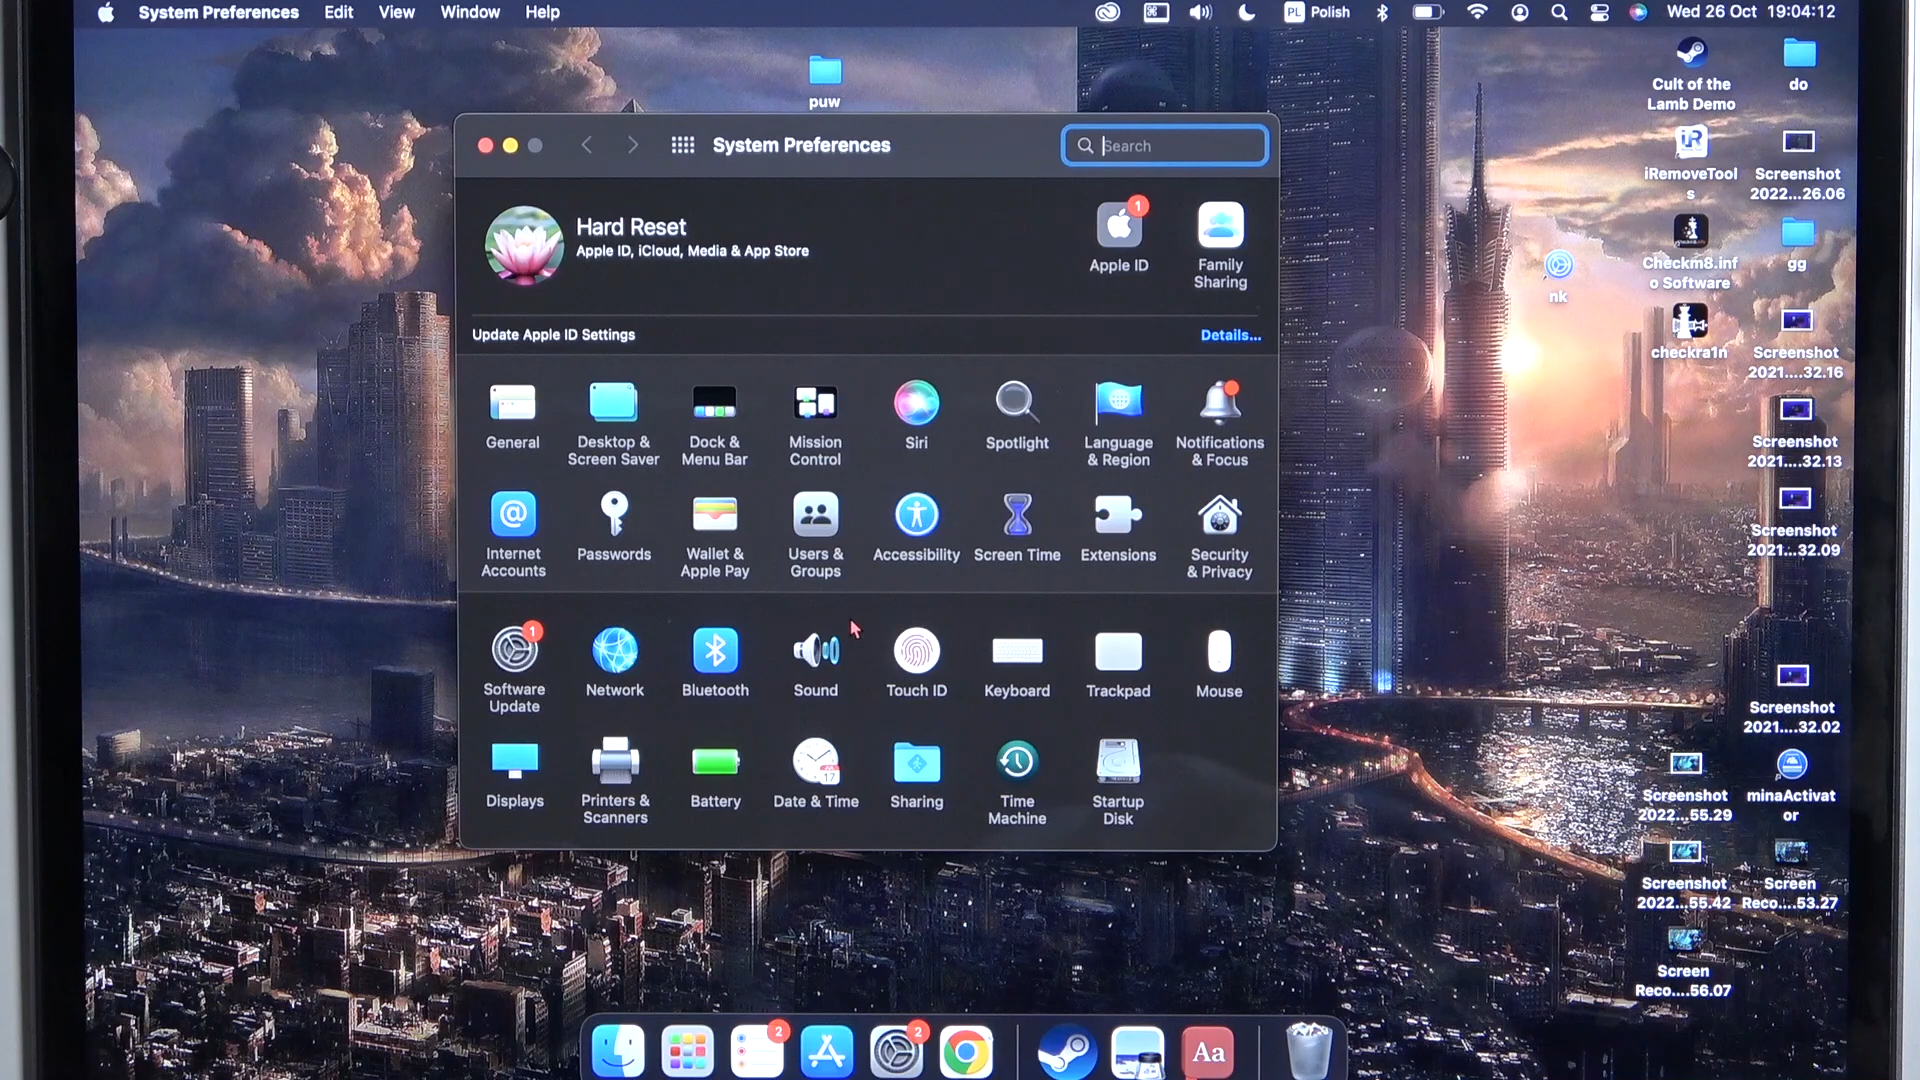 System Preferences Edit View Window Help
PL Polish Wed 26 Oct 19:04:12
puw
Cult of the
Lamb Demo
do
iRemoveTool
s
Screenshot
2022...26.06
Checkm8.inf
o Software
gg
nk
checkra1n
Screenshot
2021....32.16
Screenshot
2021....32.13
Screenshot
2021...32.09
Screenshot
2021....32.02
Screenshot
2022...55.29
minaActivat
or
Screenshot
2022...55.42
Screen
Reco....53.27
Screen
Reco....56.07
System Preferences
Search
Hard Reset
Apple ID, iCloud, Media & App Store
1
Apple ID
Family
Sharing
Update Apple ID Settings
Details...
General
Desktop &
Screen Saver
Dock &
Menu Bar
Mission
Control
Siri
Spotlight
Language
& Region
Notifications
& Focus
Internet
Accounts
Passwords
Wallet &
Apple Pay
Users &
Groups
Accessibility
Screen Time
Extensions
Security
& Privacy
1
Software
Update
Network
Bluetooth
Sound
Touch ID
Keyboard
Trackpad
Mouse
Displays
Printers &
Scanners
Battery
17
Date & Time
Sharing
Time
Machine
Startup
Disk
2
2
Aa